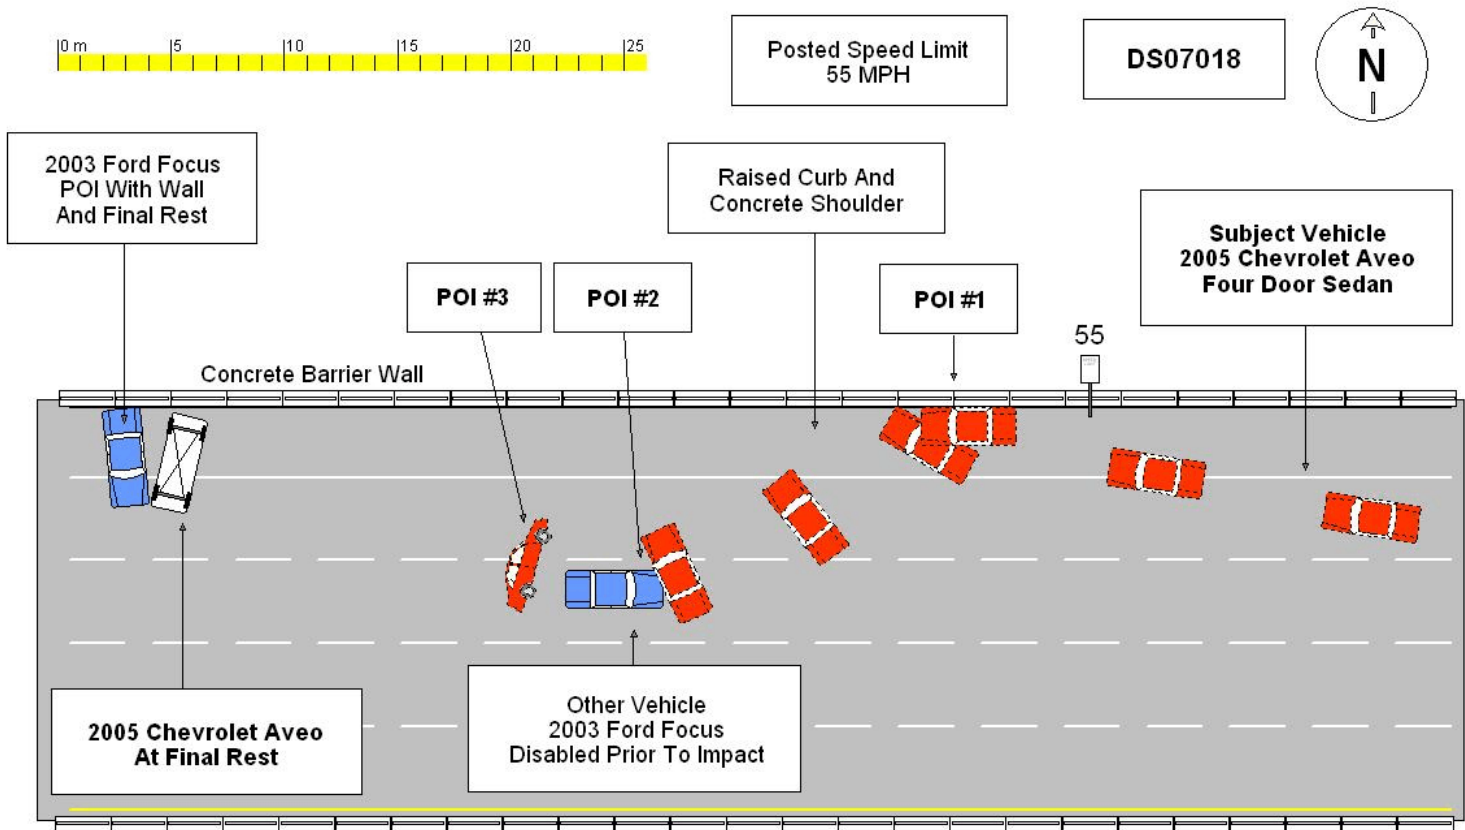 0 m 5 10 15 20 25
Posted Speed Limit
55 MPH
DS07018
N
2003 Ford Focus
POI With Wall
And Final Rest
Raised Curb And
Concrete Shoulder
Subject Vehicle
2005 Chevrolet Aveo
Four Door Sedan
POI #3
POI #2
POI #1
55
Concrete Barrier Wall
2005 Chevrolet Aveo
At Final Rest
Other Vehicle
2003 Ford Focus
Disabled Prior To Impact